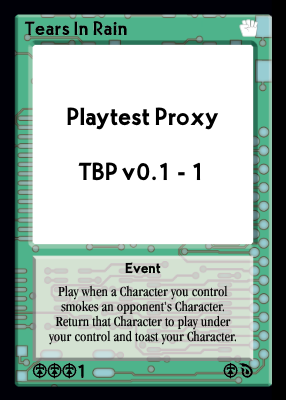 Tears In Rain
Playtest Proxy
TBP v0.1 - 1
Event
Play when a Character you control
smokes an opponent's Character.
Return that Character to play under
your control and toast your Character.
1